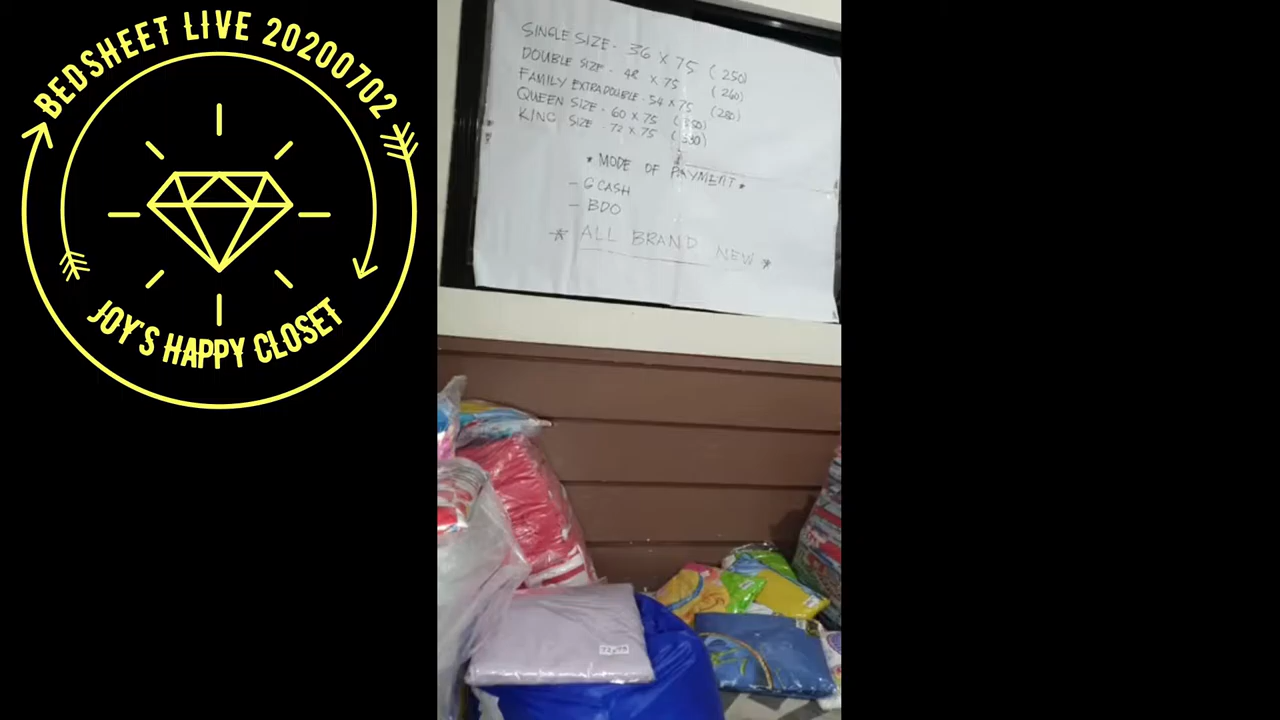 BEDSHEET LIVE 20200702
JOY'S HAPPY CLOSET
SINGLE SIZE - 36 X 75 (250)
DOUBLE SIZE - 48 X 75 (260)
FAMILY EXTRA DOUBLE - 54 X 75 (280)
QUEEN SIZE - 60 X 75
KING SIZE - 72 X 75 (330)
* MODE OF PAYMENT *
- GCASH
- BDO
* ALL BRAND NEW *